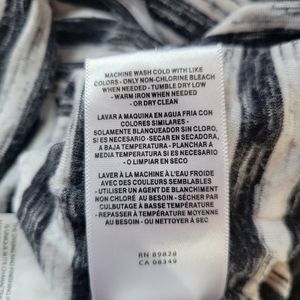 MACHINE WASH COLD WITH LIKE
COLORS - ONLY NON-CHLORINE BLEACH
WHEN NEEDED - TUMBLE DRY LOW
- WARM IRON WHEN NEEDED
OR DRY CLEAN
LAVAR A MAQUINA EN AGUA FRIA CON
COLORES SIMILARES -
SOLAMENTE BLANQUEADOR SIN CLORO,
SI ES NECESARIO - SECAR EN SECADORA,
A BAJA TEMPERATURA - PLANCHAR A
MEDIA TEMPERATURA SI ES NECESARIO
- O LIMPIAR EN SECO
LAVER À LA MACHINE À L'EAU FROIDE
AVEC DES COULEURS SEMBLABLES
- UTILISER UN AGENT DE BLANCHIMENT
NON CHLORÉ AU BESOIN - SÉCHER PAR
CULBUTAGE À BASSE TEMPÉRATURE
- REPASSER À TEMPÉRATURE MOYENNE
AU BESOIN OU NETTOYER À SEC
RN 89828
CA 08349